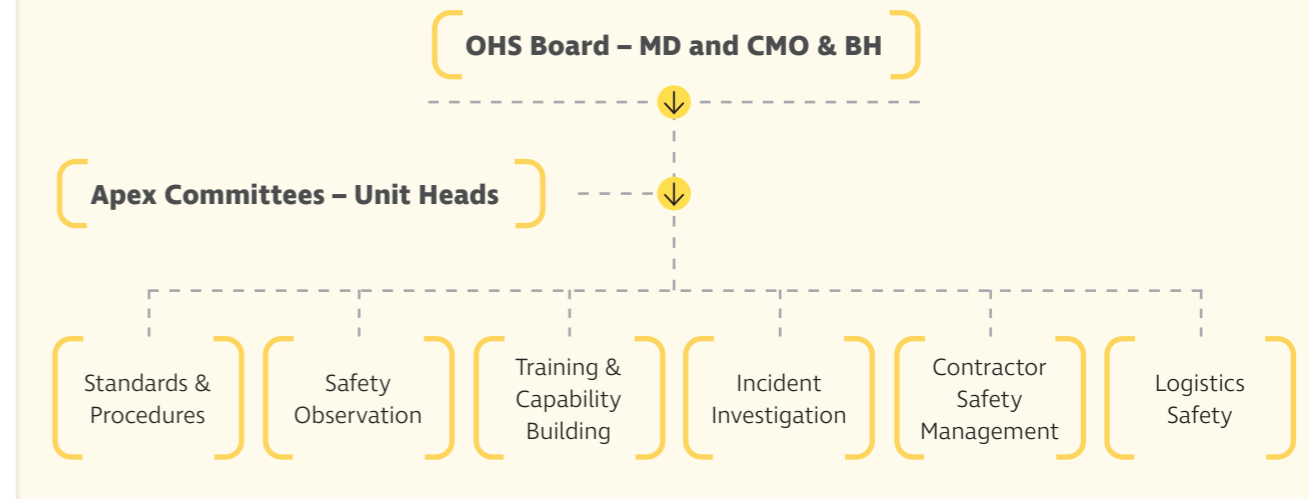 OHS Board – MD and CMO & BH
Apex Committees – Unit Heads
Standards &
Procedures
Safety
Observation
Training &
Capability
Building
Incident
Investigation
Contractor
Safety
Management
Logistics
Safety